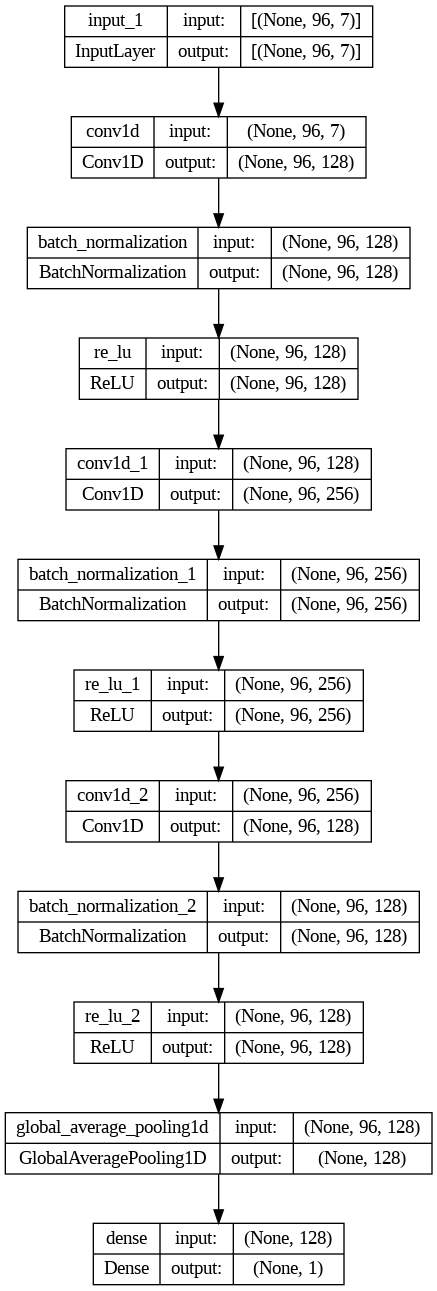 input_1 input: [(None, 96, 7)]
InputLayer output: [(None, 96, 7)]
conv1d input: (None, 96, 7)
Conv1D output: (None, 96, 128)
batch_normalization input: (None, 96, 128)
BatchNormalization output: (None, 96, 128)
re_lu input: (None, 96, 128)
ReLU output: (None, 96, 128)
conv1d_1 input: (None, 96, 128)
Conv1D output: (None, 96, 256)
batch_normalization_1 input: (None, 96, 256)
BatchNormalization output: (None, 96, 256)
re_lu_1 input: (None, 96, 256)
ReLU output: (None, 96, 256)
conv1d_2 input: (None, 96, 256)
Conv1D output: (None, 96, 128)
batch_normalization_2 input: (None, 96, 128)
BatchNormalization output: (None, 96, 128)
re_lu_2 input: (None, 96, 128)
ReLU output: (None, 96, 128)
global_average_pooling1d input: (None, 96, 128)
GlobalAveragePooling1D output: (None, 128)
dense input: (None, 128)
Dense output: (None, 1)